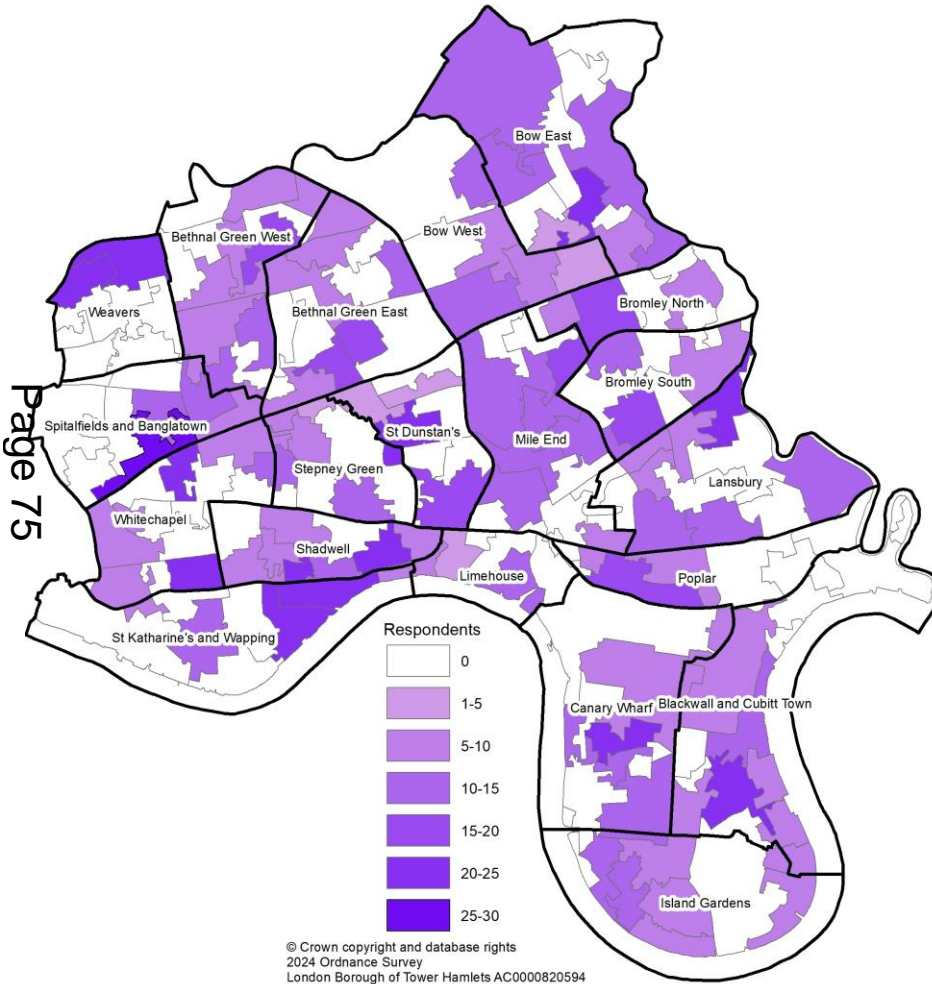 Page 75
Bow East
Bethnal Green West
Bow West
Weavers
Bethnal Green East
Bromley North
Bromley South
Spitalfields and Banglatown
St Dunstan's
Mile End
Stepney Green
Lansbury
Whitechapel
Shadwell
Limehouse
Poplar
St Katharine's and Wapping
Canary Wharf
Blackwall and Cubitt Town
Island Gardens
Respondents
0
1-5
5-10
10-15
15-20
20-25
25-30
© Crown copyright and database rights
2024 Ordnance Survey
London Borough of Tower Hamlets AC0000820594